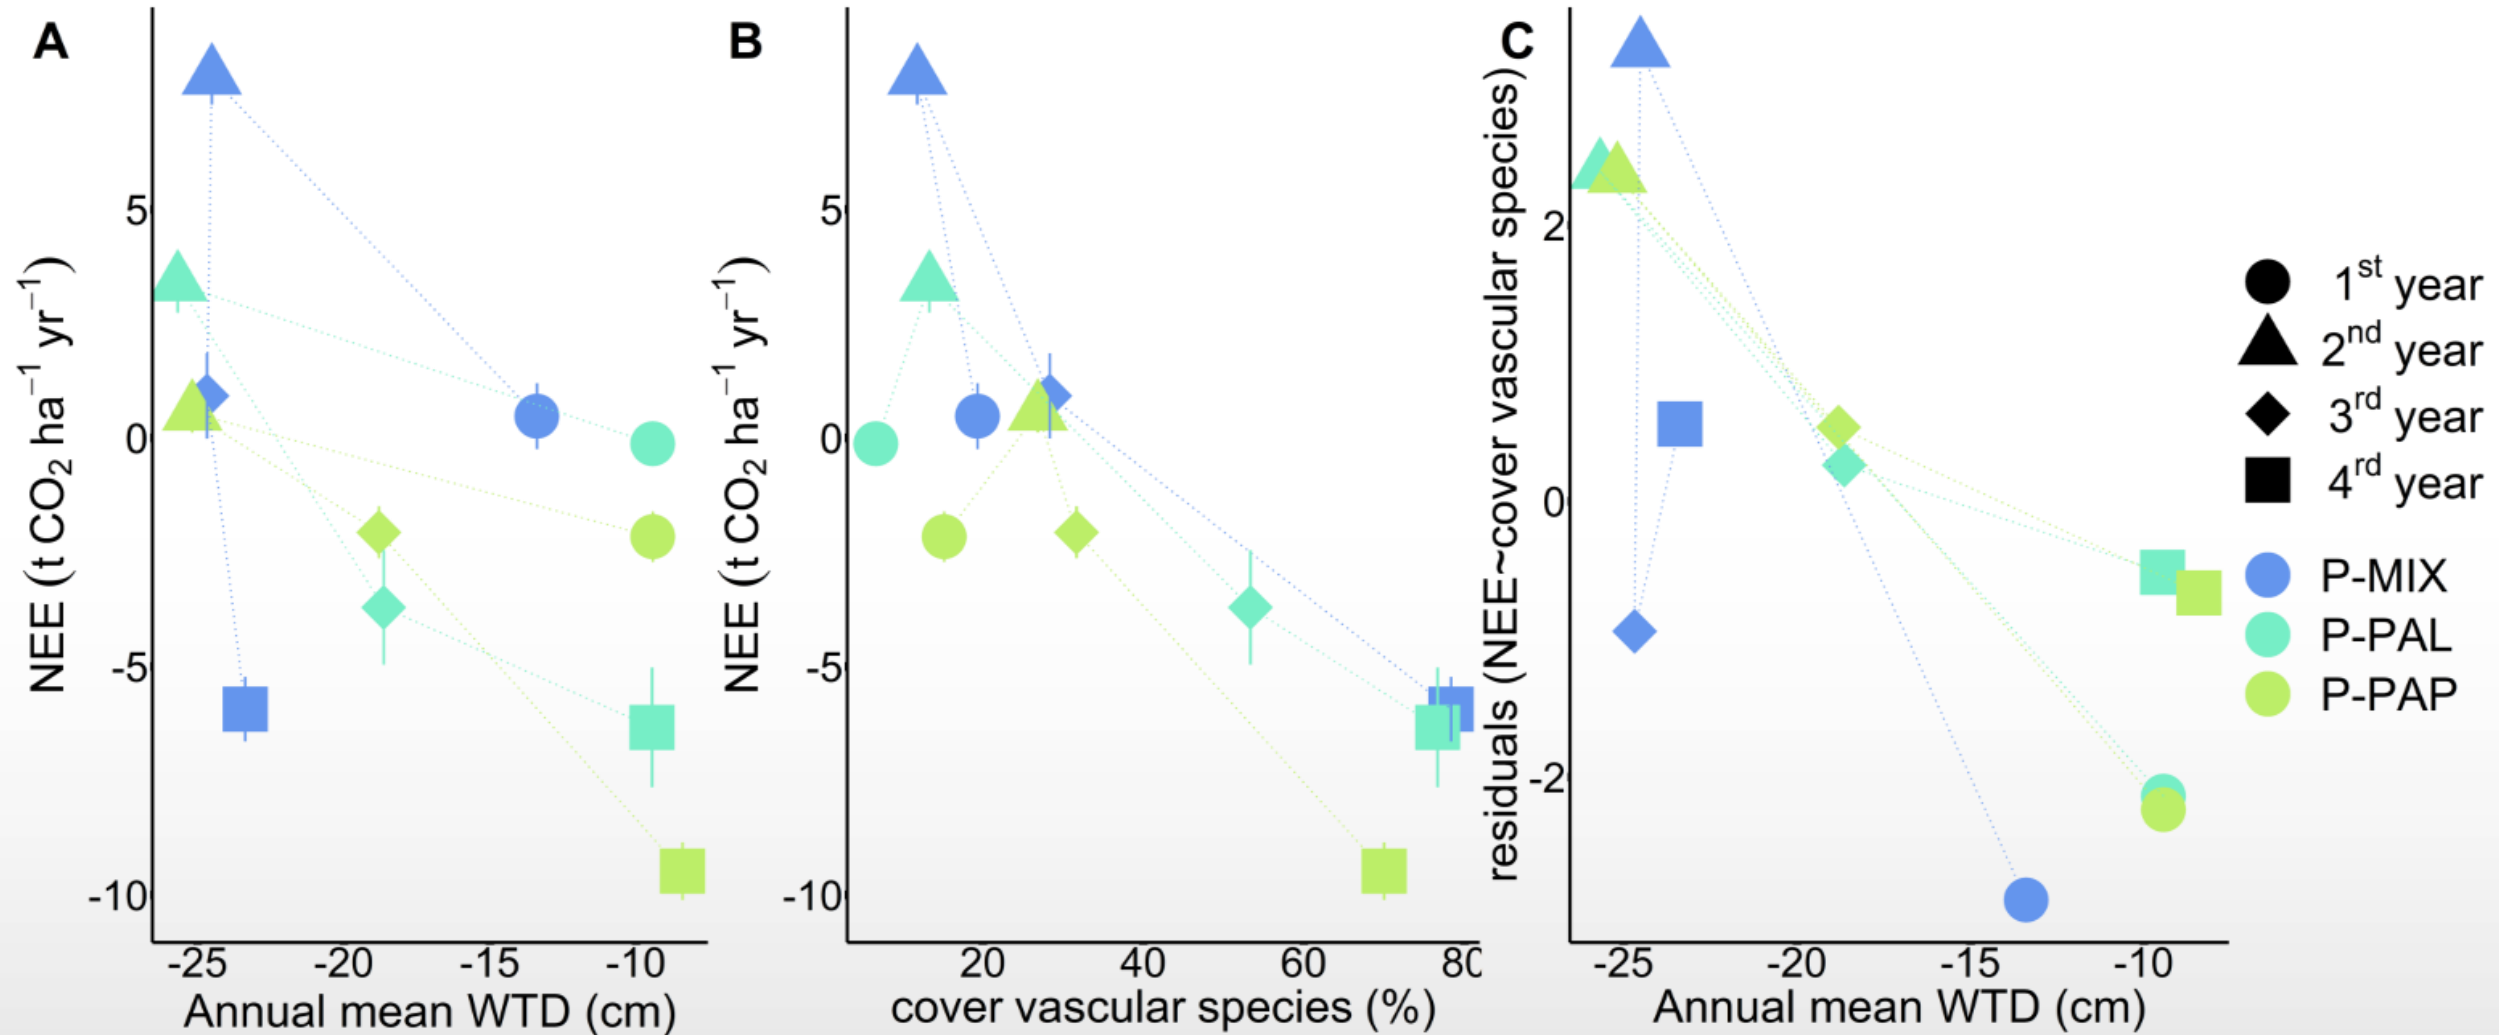 A
5
0
-5
-10
NEE (t CO₂ ha⁻¹ yr⁻¹)
-25 -20 -15 -10
Annual mean WTD (cm)
B
5
0
-5
-10
NEE (t CO₂ ha⁻¹ yr⁻¹)
20 40 60 80
cover vascular species (%)
C
2
0
-2
residuals (NEE~cover vascular species)
-25 -20 -15 -10
Annual mean WTD (cm)
1st year
2nd year
3rd year
4rd year
P-MIX
P-PAL
P-PAP